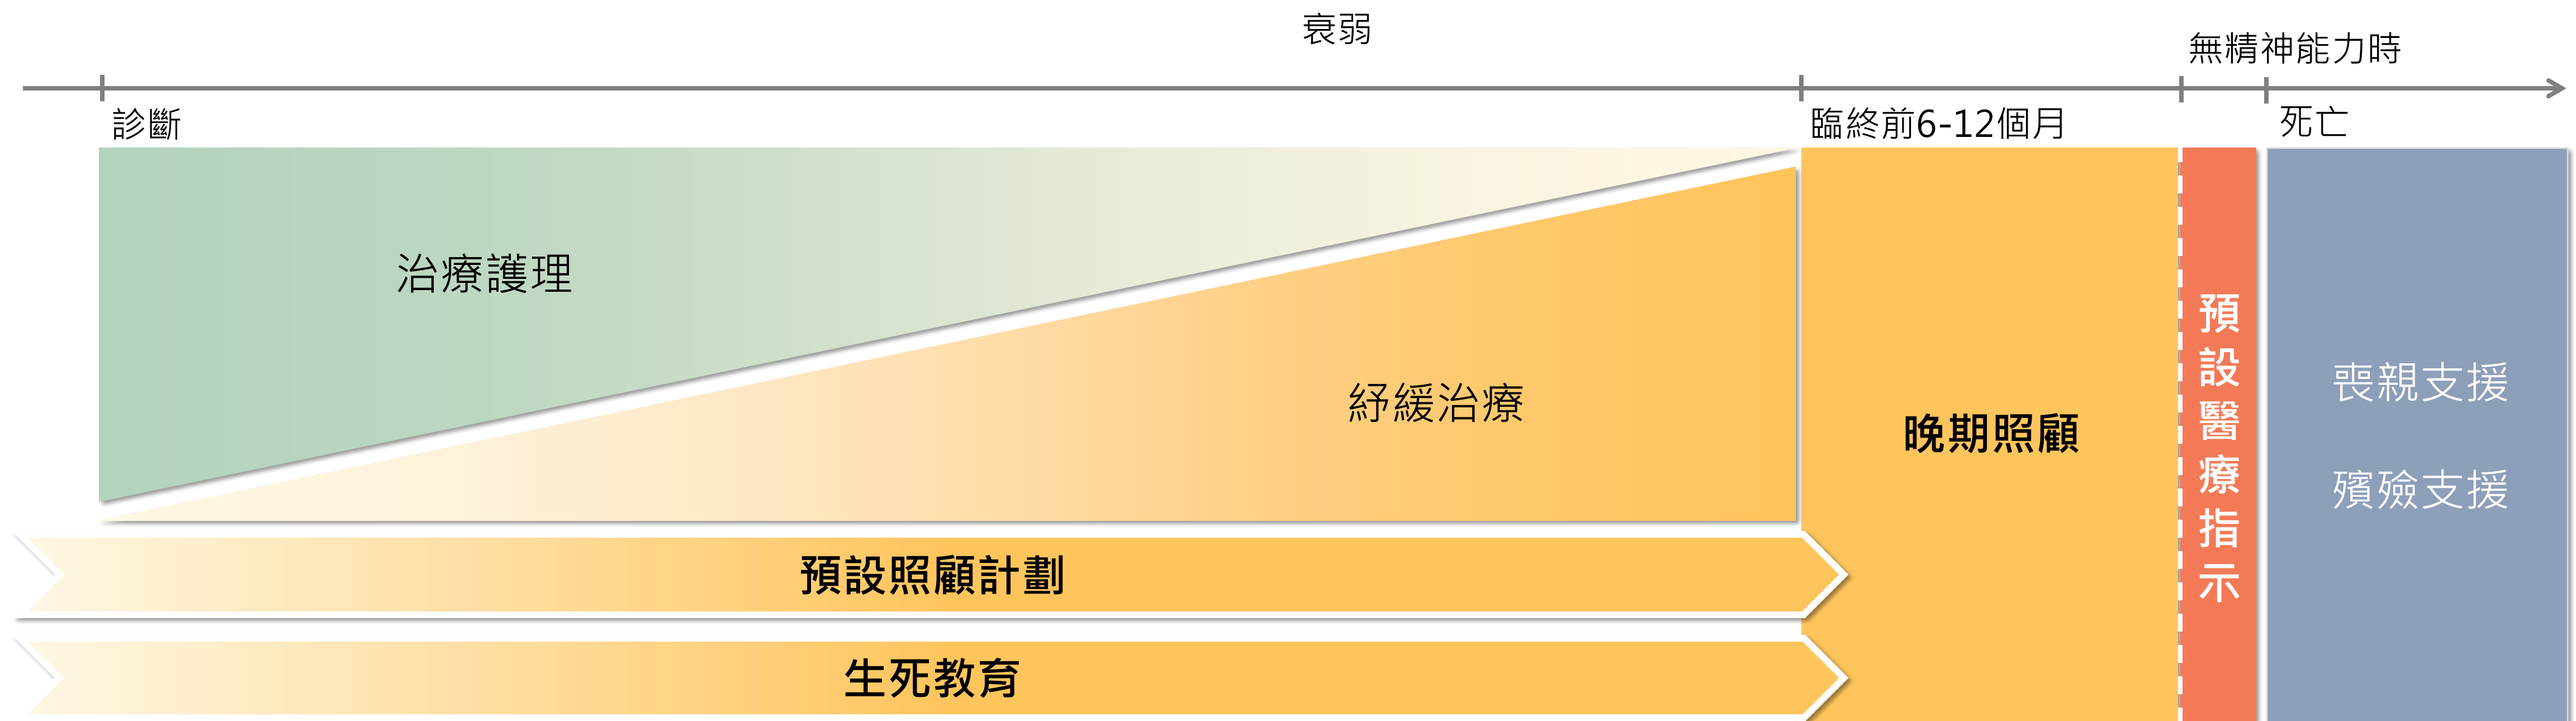 衰弱
無精神能力時
診斷
臨終前6-12個月
死亡
治療護理
紓緩治療
晚期照顧
預設醫療指示
喪親支援
殯殮支援
預設照顧計劃
生死教育